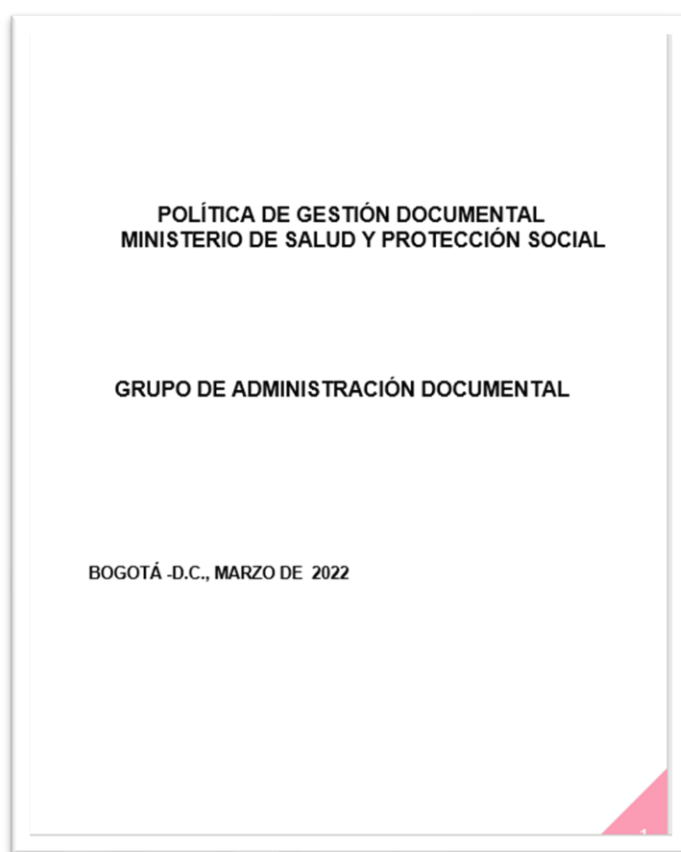 POLÍTICA DE GESTIÓN DOCUMENTAL
MINISTERIO DE SALUD Y PROTECCIÓN SOCIAL
GRUPO DE ADMINISTRACIÓN DOCUMENTAL
BOGOTÁ -D.C., MARZO DE 2022
1